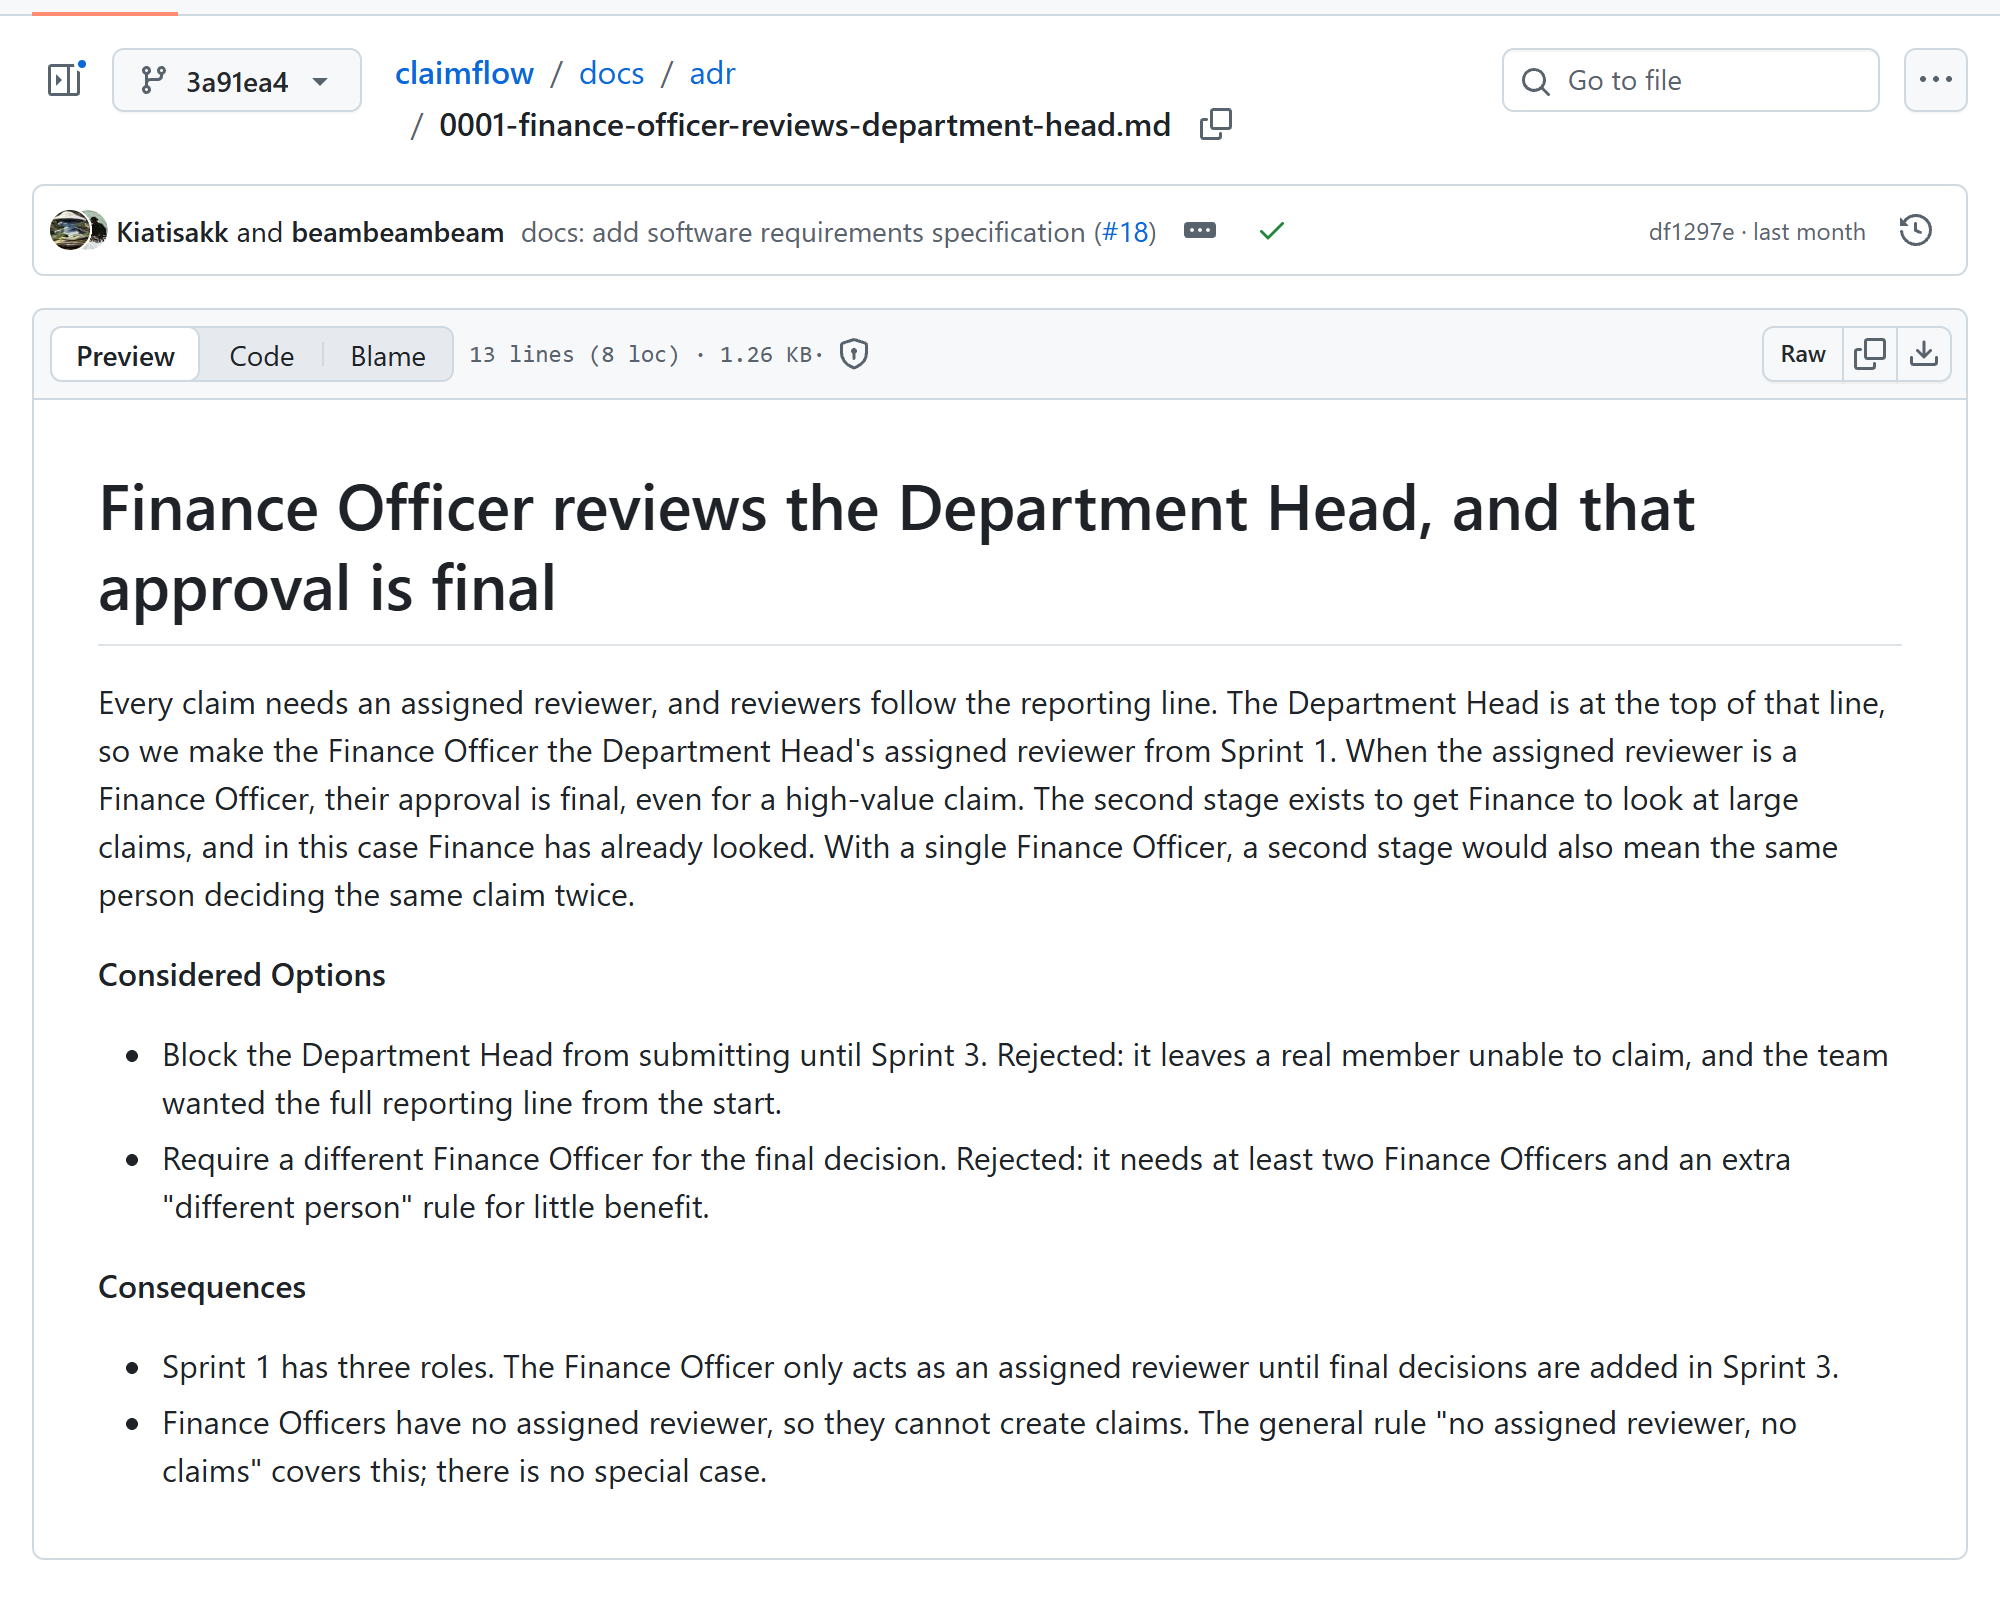 3a91ea4
claimflow / docs / adr
/ 0001-finance-officer-reviews-department-head.md
Go to file
Kiatisakk and beambeambeam docs: add software requirements specification (#18)
df1297e · last month
Preview Code Blame 13 lines (8 loc) · 1.26 KB·
Raw
Finance Officer reviews the Department Head, and that
approval is final
Every claim needs an assigned reviewer, and reviewers follow the reporting line. The Department Head is at the top of that line,
so we make the Finance Officer the Department Head's assigned reviewer from Sprint 1. When the assigned reviewer is a
Finance Officer, their approval is final, even for a high-value claim. The second stage exists to get Finance to look at large
claims, and in this case Finance has already looked. With a single Finance Officer, a second stage would also mean the same
person deciding the same claim twice.
Considered Options
• Block the Department Head from submitting until Sprint 3. Rejected: it leaves a real member unable to claim, and the team
wanted the full reporting line from the start.
• Require a different Finance Officer for the final decision. Rejected: it needs at least two Finance Officers and an extra
"different person" rule for little benefit.
Consequences
• Sprint 1 has three roles. The Finance Officer only acts as an assigned reviewer until final decisions are added in Sprint 3.
• Finance Officers have no assigned reviewer, so they cannot create claims. The general rule "no assigned reviewer, no
claims" covers this; there is no special case.